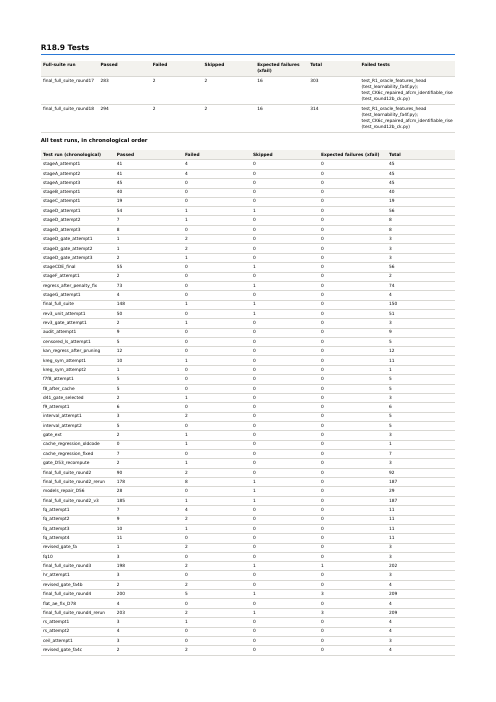 R18.9 Tests
Full-suite run Passed Failed Skipped Expected failures (xfail) Total Failed tests
final_full_suite_round17 283 2 2 16 303 test_R1_oracle_features_head
(test_learnability_fa4f.py);
test_CK6c_repaired_afcm_identifiable_rise
(test_round12b_ck.py)
final_full_suite_round18 294 2 2 16 314 test_R1_oracle_features_head
(test_learnability_fa4f.py);
test_CK6c_repaired_afcm_identifiable_rise
(test_round12b_ck.py)
All test runs, in chronological order
Test run (chronological) Passed Failed Skipped Expected failures (xfail) Total
stageA_attempt1 41 4 0 0 45
stageA_attempt2 41 4 0 0 45
stageA_attempt3 45 0 0 0 45
stageB_attempt1 40 0 0 0 40
stageC_attempt1 19 0 0 0 19
stageD_attempt1 54 1 1 0 56
stageD_attempt2 7 1 0 0 8
stageD_attempt3 8 0 0 0 8
stageD_gate_attempt1 1 2 0 0 3
stageD_gate_attempt2 1 2 0 0 3
stageD_gate_attempt3 2 1 0 0 3
stageCDE_final 55 0 1 0 56
stageF_attempt1 2 0 0 0 2
regress_after_penalty_fix 73 0 1 0 74
stageG_attempt1 4 0 0 0 4
final_full_suite 148 1 1 0 150
rev3_unit_attempt1 50 0 1 0 51
rev3_gate_attempt1 2 1 0 0 3
audit_attempt1 9 0 0 0 9
censored_ls_attempt1 5 0 0 0 5
kan_regress_after_pruning 12 0 0 0 12
kreg_sym_attempt1 10 1 0 0 11
kreg_sym_attempt2 1 0 0 0 1
f7f8_attempt1 5 0 0 0 5
f8_after_cache 5 0 0 0 5
d41_gate_selected 2 1 0 0 3
f9_attempt1 6 0 0 0 6
interval_attempt1 3 2 0 0 5
interval_attempt2 5 0 0 0 5
gate_ext 2 1 0 0 3
cache_regression_oldcode 0 1 0 0 1
cache_regression_fixed 7 0 0 0 7
gate_D53_recompute 2 1 0 0 3
final_full_suite_round2 90 2 0 0 92
final_full_suite_round2_rerun 178 8 1 0 187
models_repair_D56 28 0 1 0 29
final_full_suite_round2_v3 185 1 1 0 187
fq_attempt1 7 4 0 0 11
fq_attempt2 9 2 0 0 11
fq_attempt3 10 1 0 0 11
fq_attempt4 11 0 0 0 11
revised_gate_fa 1 2 0 0 3
fg10 3 0 0 0 3
final_full_suite_round3 198 2 1 1 202
hr_attempt1 3 0 0 0 3
revised_gate_fa4b 2 2 0 0 4
final_full_suite_round4 200 5 1 3 209
flat_ae_fix_D78 4 0 0 0 4
final_full_suite_round4_rerun 203 2 1 3 209
rs_attempt1 3 1 0 0 4
rs_attempt2 4 0 0 0 4
ceil_attempt1 3 0 0 0 3
revised_gate_fa4c 2 2 0 0 4